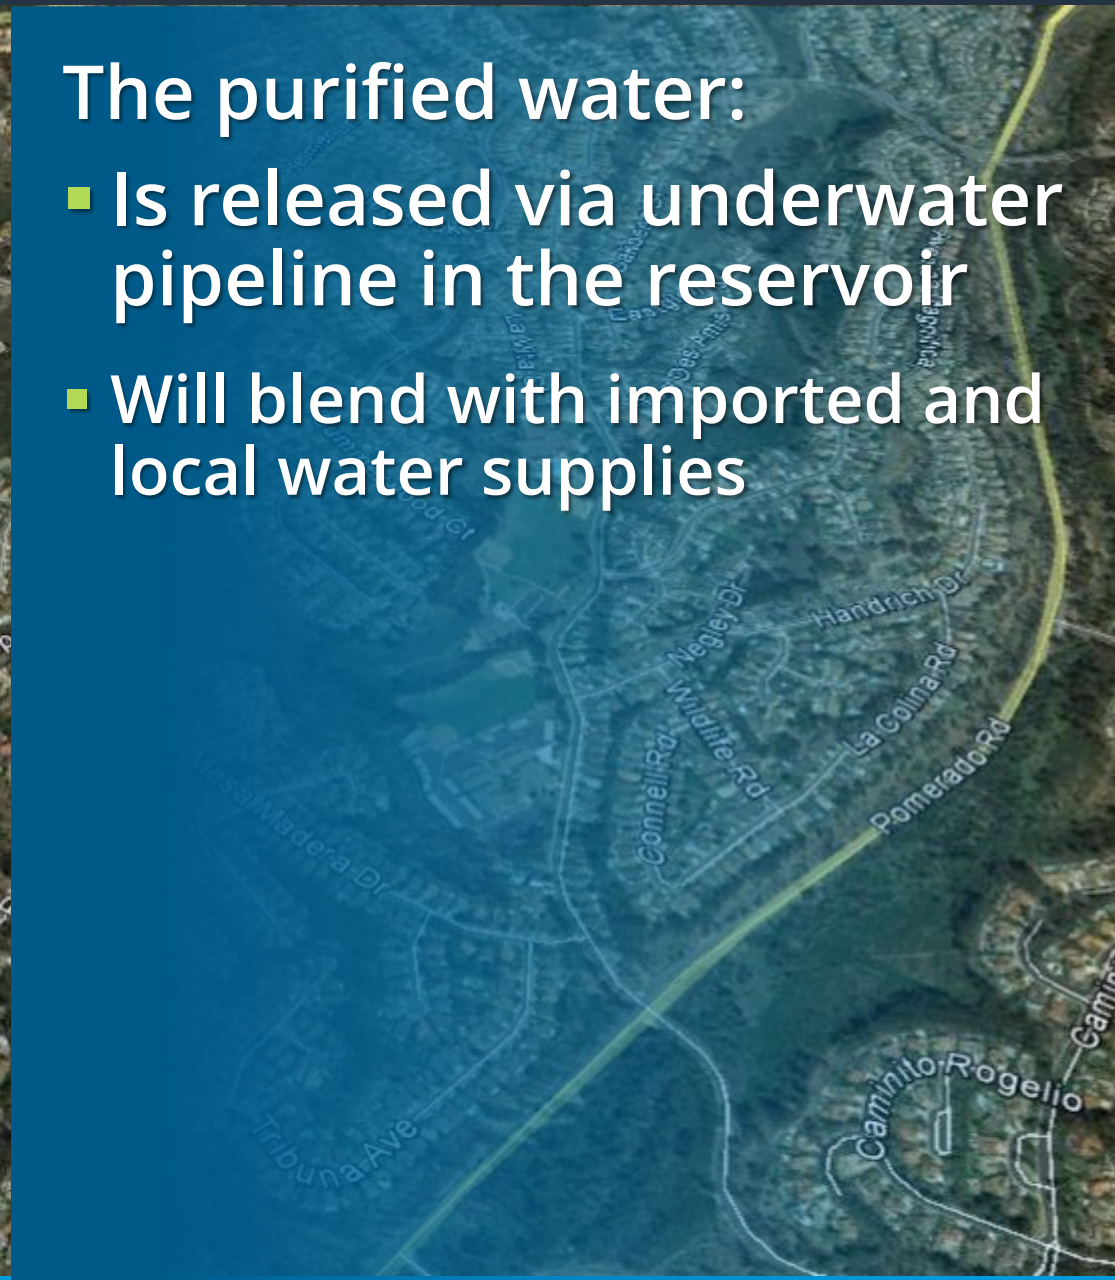 The purified water:
Is released via underwater
pipeline in the reservoir
Will blend with imported and
local water supplies
Negley Dr
Handrich Dr
Wildlife Rd
La Colina Rd
Connell Rd
Pomerado Rd
Mesa Madera Dr
Caminito Rogelio
Tribuna Ave